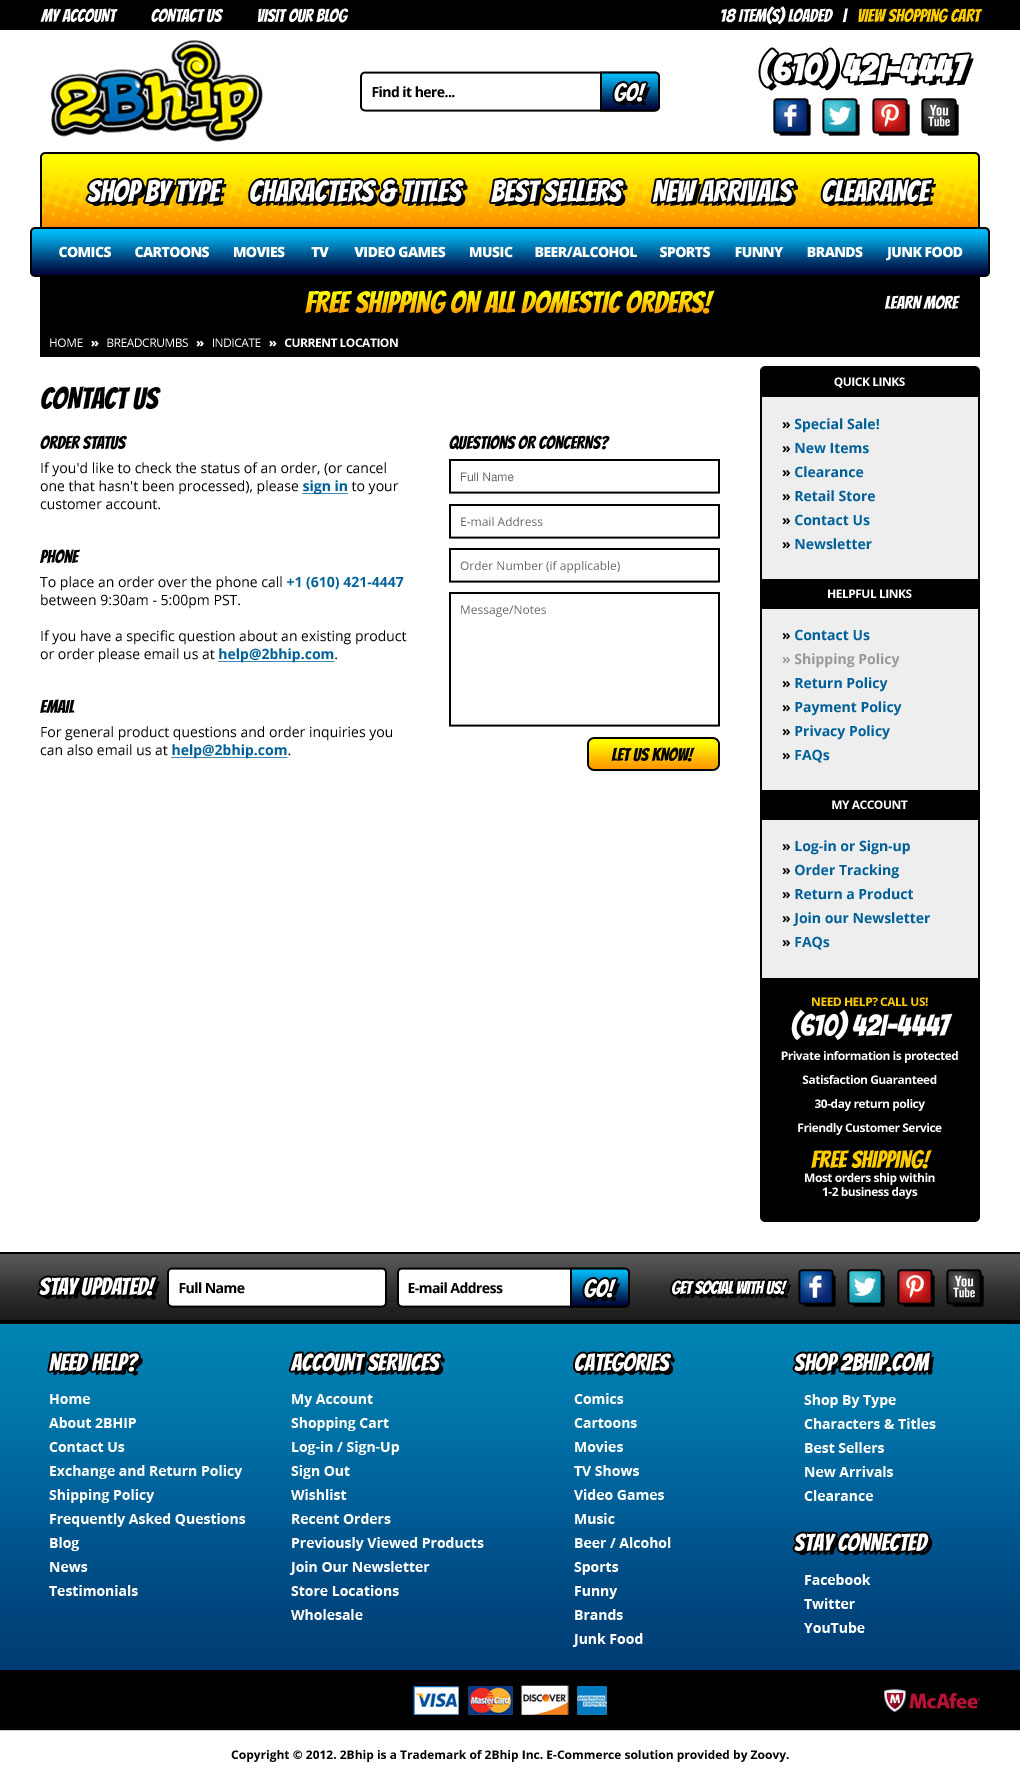 MY ACCOUNT CONTACT US VISIT OUR BLOG 18 ITEM(S) LOADED | VIEW SHOPPING CART
2Bhip
Find it here... GO!
(610) 421-4447
You Tube
SHOP BY TYPE CHARACTERS & TITLES BEST SELLERS NEW ARRIVALS CLEARANCE
COMICS CARTOONS MOVIES TV VIDEO GAMES MUSIC BEER/ALCOHOL SPORTS FUNNY BRANDS JUNK FOOD
FREE SHIPPING ON ALL DOMESTIC ORDERS! LEARN MORE
HOME » BREADCRUMBS » INDICATE » CURRENT LOCATION
CONTACT US
ORDER STATUS
If you'd like to check the status of an order, (or cancel
one that hasn't been processed), please sign in to your
customer account.
PHONE
To place an order over the phone call +1 (610) 421-4447
between 9:30am - 5:00pm PST.
If you have a specific question about an existing product
or order please email us at help@2bhip.com.
EMAIL
For general product questions and order inquiries you
can also email us at help@2bhip.com.
QUESTIONS OR CONCERNS?
Full Name
E-mail Address
Order Number (if applicable)
Message/Notes
LET US KNOW!
QUICK LINKS
» Special Sale!
» New Items
» Clearance
» Retail Store
» Contact Us
» Newsletter
HELPFUL LINKS
» Contact Us
» Shipping Policy
» Return Policy
» Payment Policy
» Privacy Policy
» FAQs
MY ACCOUNT
» Log-in or Sign-up
» Order Tracking
» Return a Product
» Join our Newsletter
» FAQs
NEED HELP? CALL US!
(610) 421-4447
Private information is protected
Satisfaction Guaranteed
30-day return policy
Friendly Customer Service
FREE SHIPPING!
Most orders ship within
1-2 business days
STAY UPDATED! Full Name E-mail Address GO! GET SOCIAL WITH US! You Tube
NEED HELP?
Home
About 2BHIP
Contact Us
Exchange and Return Policy
Shipping Policy
Frequently Asked Questions
Blog
News
Testimonials
ACCOUNT SERVICES
My Account
Shopping Cart
Log-in / Sign-Up
Sign Out
Wishlist
Recent Orders
Previously Viewed Products
Join Our Newsletter
Store Locations
Wholesale
CATEGORIES
Comics
Cartoons
Movies
TV Shows
Video Games
Music
Beer / Alcohol
Sports
Funny
Brands
Junk Food
SHOP 2BHIP.COM
Shop By Type
Characters & Titles
Best Sellers
New Arrivals
Clearance
STAY CONNECTED
Facebook
Twitter
YouTube
VISA MasterCard DISCOVER AMERICAN EXPRESS McAfee
Copyright © 2012. 2Bhip is a Trademark of 2Bhip Inc. E-Commerce solution provided by Zoovy.